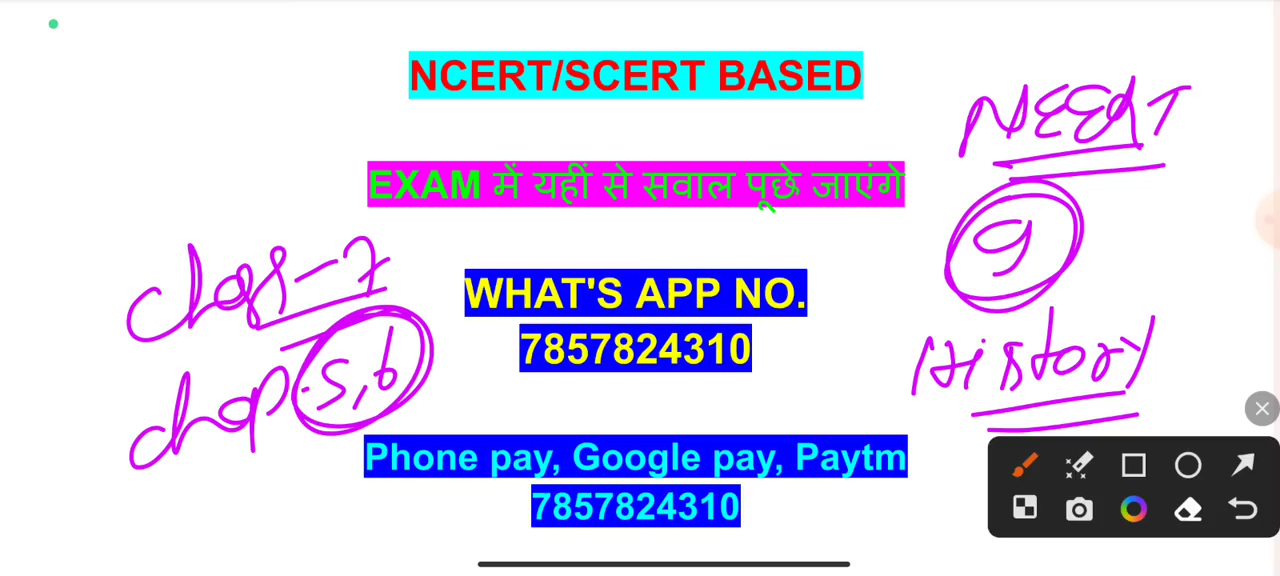 NCERT/SCERT BASED
NEEAT
EXAM में यहीं से सवाल पूछे जाएंगे
9
class-7
WHAT'S APP NO.
7857824310
History
chap 5,6
Phone pay, Google pay, Paytm
7857824310